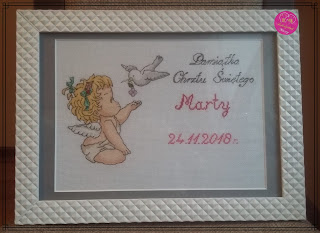 Pamiątka
Chrztu Świętego
Marty
24.11.2018 r.